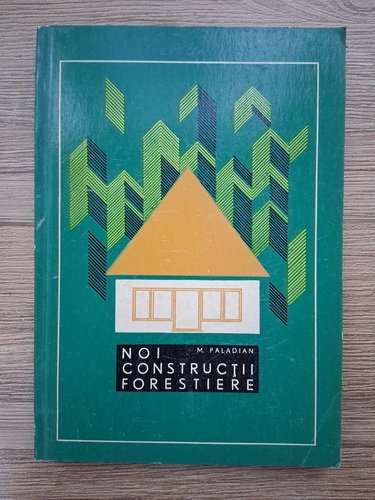 NOI M. PALADIAN
CONSTRUCȚII
FORESTIERE